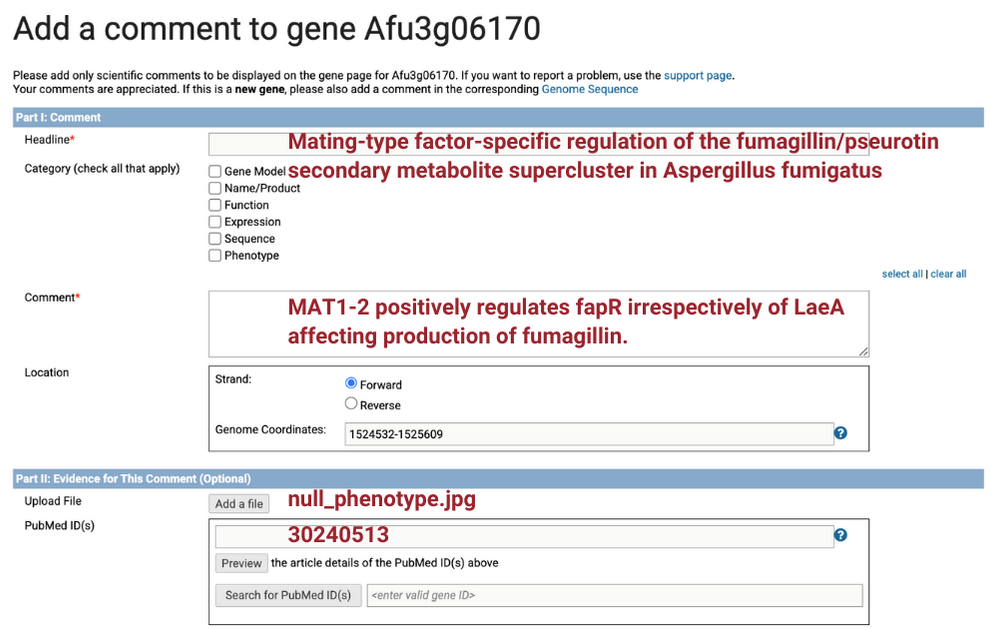 Add a comment to gene Afu3g06170
Please add only scientific comments to be displayed on the gene page for Afu3g06170. If you want to report a problem, use the support page.
Your comments are appreciated. If this is a new gene, please also add a comment in the corresponding Genome Sequence
Part I: Comment
Headline*
Mating-type factor-specific regulation of the fumagillin/pseurotin
secondary metabolite supercluster in Aspergillus fumigatus
Category (check all that apply)
Gene Model
Name/Product
Function
Expression
Sequence
Phenotype
select all | clear all
Comment*
MAT1-2 positively regulates fapR irrespectively of LaeA
affecting production of fumagillin.
Location
Strand:
Forward
Reverse
Genome Coordinates:
1524532-1525609
?
Part II: Evidence for This Comment (Optional)
Upload File
Add a file
null_phenotype.jpg
PubMed ID(s)
30240513
?
Preview the article details of the PubMed ID(s) above
Search for PubMed ID(s) <enter valid gene ID>